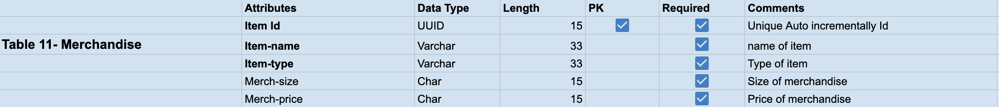 Attributes Data Type Length PK Required Comments
Item Id UUID 15 Unique Auto incrementally Id
Table 11- Merchandise Item-name Varchar 33 name of item
Item-type Varchar 33 Type of item
Merch-size Char 15 Size of merchandise
Merch-price Char 15 Price of merchandise